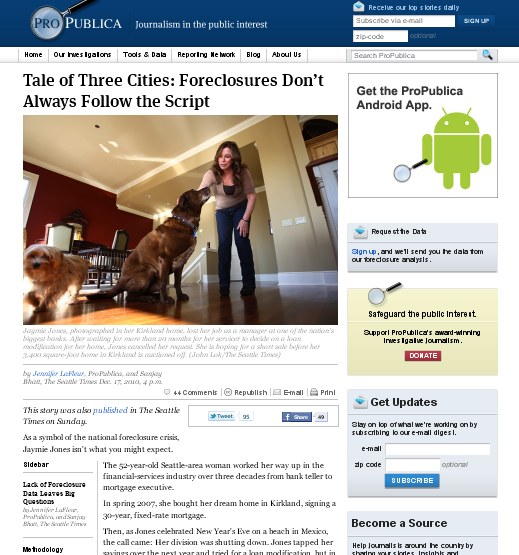 PROPUBLICA
Journalism in the public interest
Receive our top stories daily
Subscribe via e-mail
SIGN UP
zip-code
optional
Home
Our Investigations
Tools & Data
Reporting Network
Blog
About Us
Search ProPublica
Tale of Three Cities: Foreclosures Don't
Always Follow the Script
Jaymie Jones, photographed in her Kirkland home, lost her job as a manager at one of the nation's
biggest banks. After waiting for more than 20 months for her servicer to decide on a loan
modification for her home, Jones cancelled her request. She is hoping for a short sale before her
3,400 square-foot home in Kirkland is auctioned off. (John Lok/The Seattle Times)
by Jennifer LaFleur, ProPublica, and Sanjay
Bhatt, The Seattle Times Dec. 17, 2010, 4 p.m.
44 Comments
Republish
E-mail
Print
This story was also published in The Seattle
Times on Sunday.
Tweet
95
Share
49
As a symbol of the national foreclosure crisis,
Jaymie Jones isn't what you might expect.
Sidebar
Lack of Foreclosure
Data Leaves Big
Questions
by Jennifer LaFleur,
ProPublica, and Sanjay
Bhatt, The Seattle Times
Methodology
The 52-year-old Seattle-area woman worked her way up in the
financial-services industry over three decades from bank teller to
mortgage executive.
In spring 2007, she bought her dream home in Kirkland, signing a
30-year, fixed-rate mortgage.
Then, as Jones celebrated New Year's Eve on a beach in Mexico,
the call came: Her division was shutting down. Jones tapped her
savings over the next year and tried for a loan modification, but in
Get the ProPublica
Android App.
Request the Data
Sign up, and we'll send you the data from
our foreclosure analysis.
Safeguard the public interest.
Support ProPublica's award-winning
investigative journalism.
DONATE
Get Updates
Stay on top of what we're working on by
subscribing to our e-mail digest.
e-mail
zip code
optional
SUBSCRIBE
Become a Source
Help journalists around the country by
sharing your stories, insights and